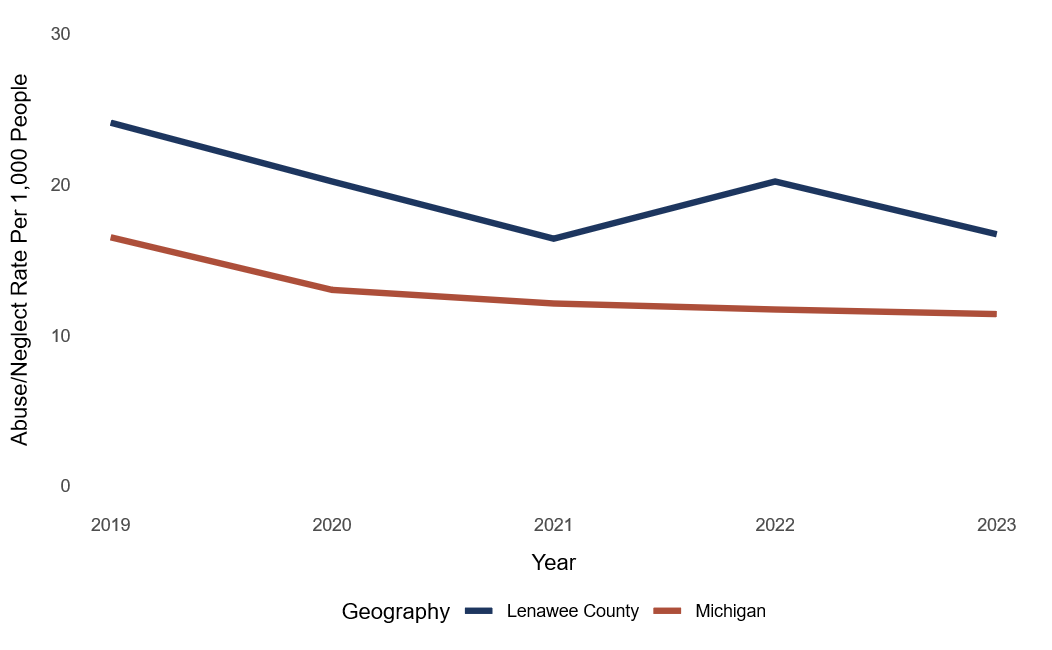 Abuse/Neglect Rate Per 1,000 People
30
20
10
0
2019 2020 2021 2022 2023
Year
Geography Lenawee County Michigan